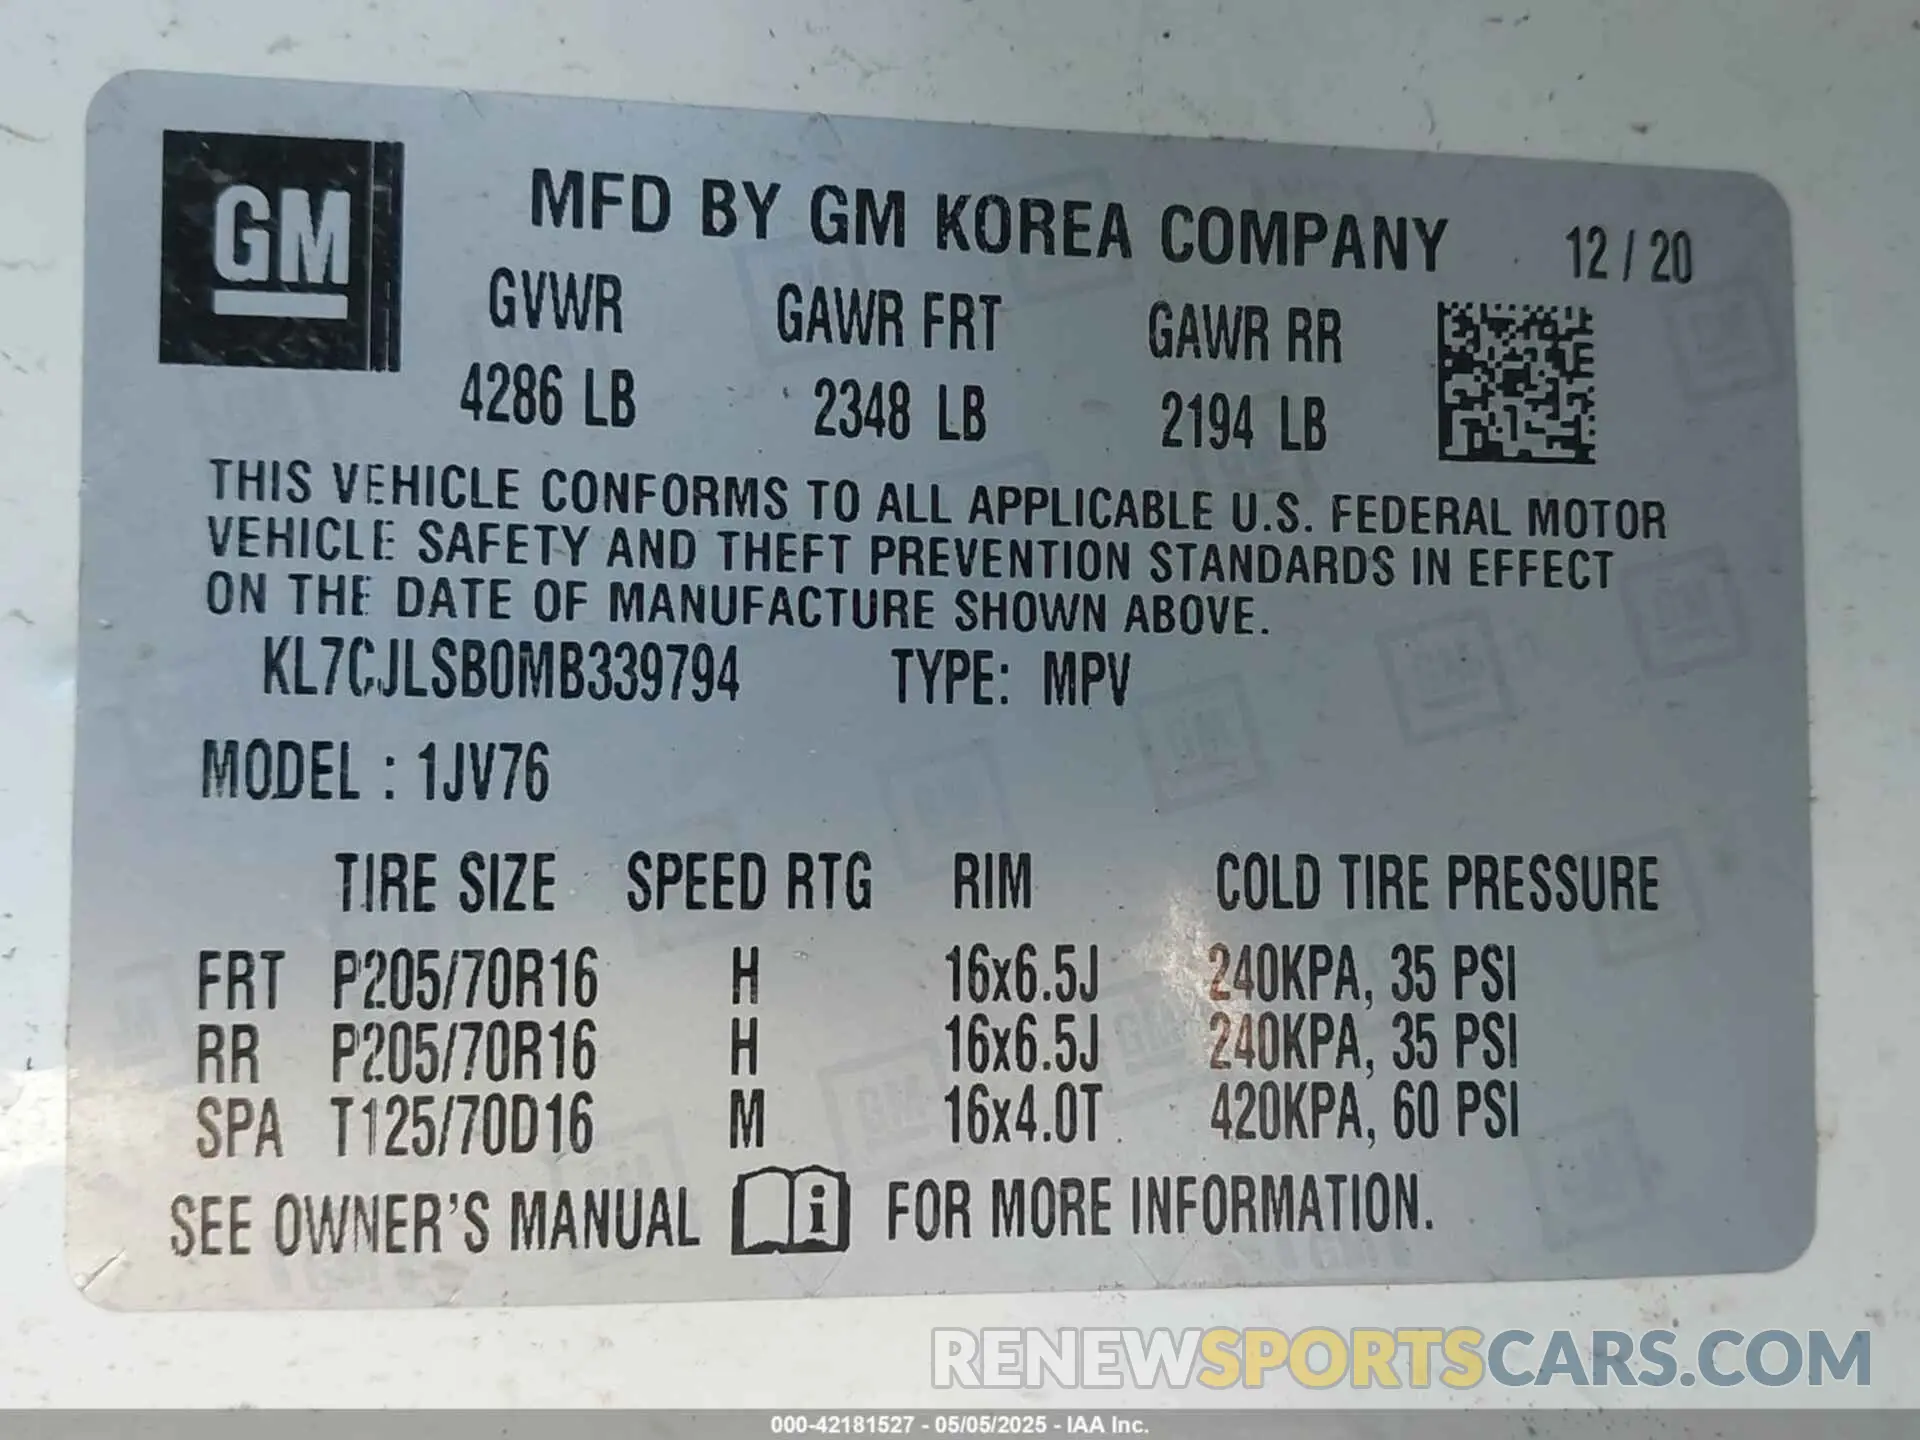 GM
MFD BY GM KOREA COMPANY 12 / 20
GVWR GAWR FRT GAWR RR
4286 LB 2348 LB 2194 LB
THIS VEHICLE CONFORMS TO ALL APPLICABLE U.S. FEDERAL MOTOR
VEHICLE SAFETY AND THEFT PREVENTION STANDARDS IN EFFECT
ON THE DATE OF MANUFACTURE SHOWN ABOVE.
KL7CJLSB0MB339794 TYPE: MPV
MODEL : 1JV76
TIRE SIZE SPEED RTG RIM COLD TIRE PRESSURE
FRT P205/70R16 H 16x6.5J 240KPA, 35 PSI
RR P205/70R16 H 16x6.5J 240KPA, 35 PSI
SPA T125/70D16 M 16x4.0T 420KPA, 60 PSI
SEE OWNER'S MANUAL i FOR MORE INFORMATION.
RENEWSPORTSCARS.COM
000-42181527 - 05/05/2025 - IAA Inc.